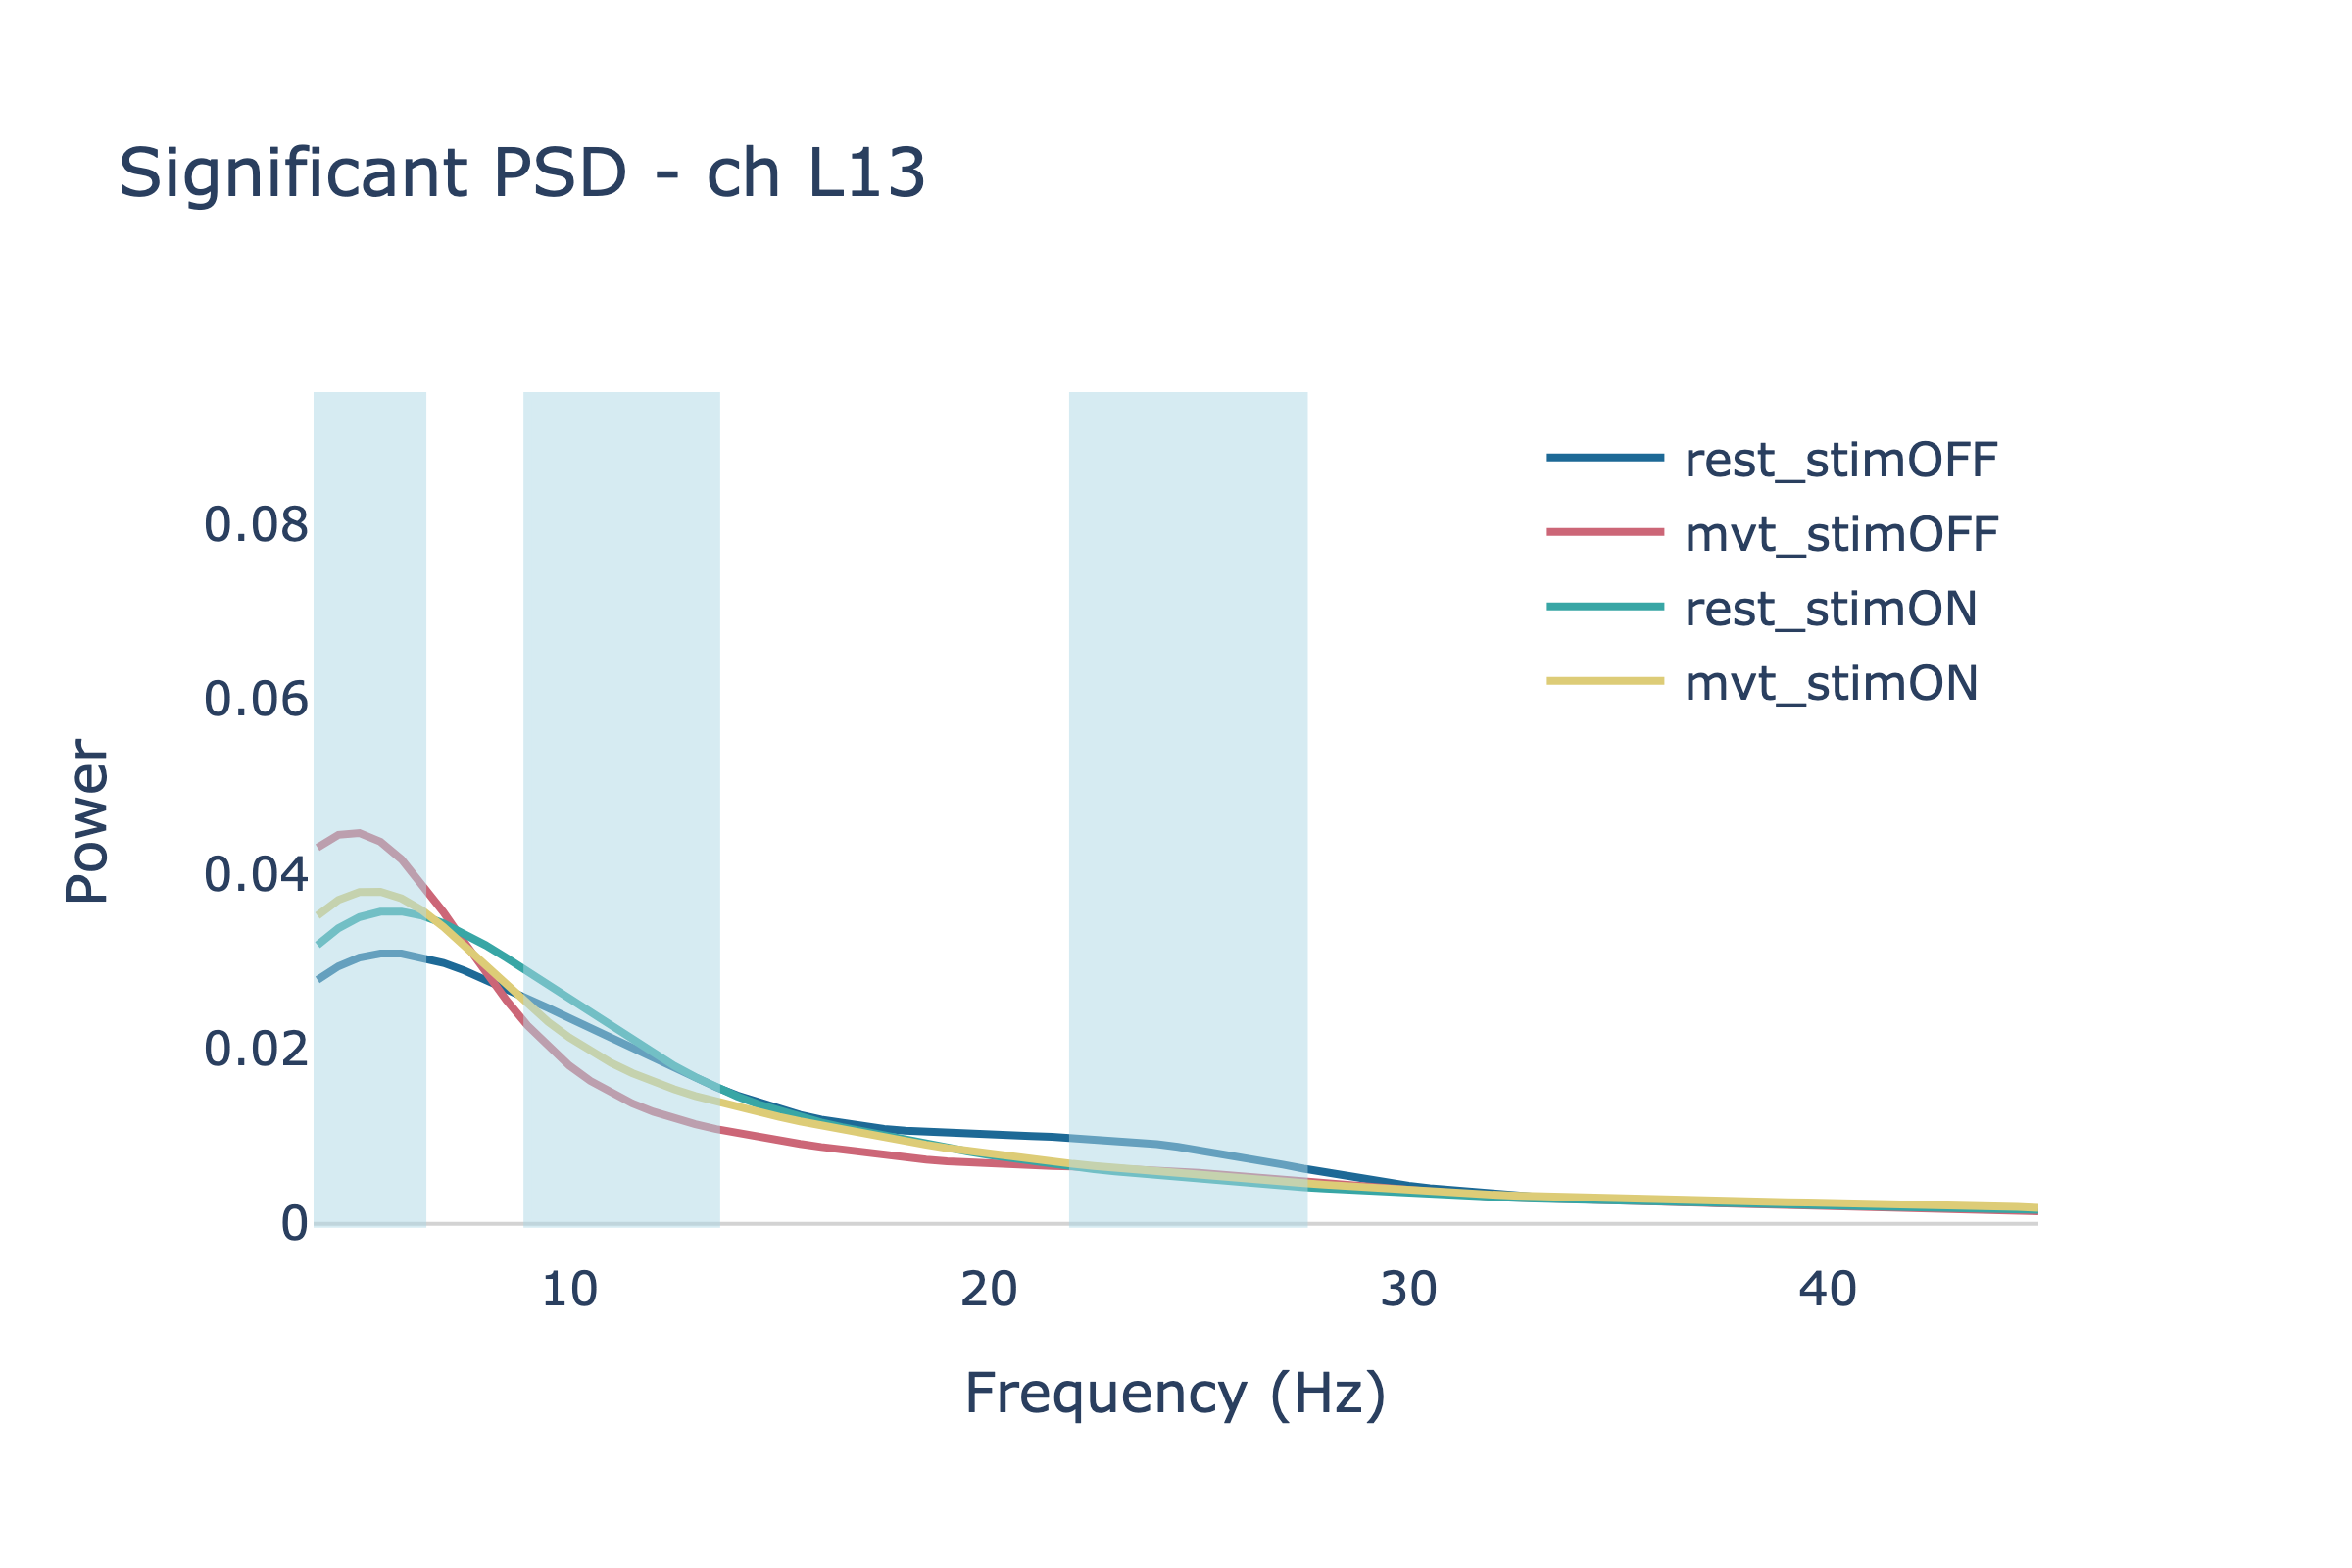 Significant PSD - ch L13
rest_stimOFF
mvt_stimOFF
rest_stimON
mvt_stimON
0.08
0.06
0.04
0.02
0
Power
10 20 30 40
Frequency (Hz)